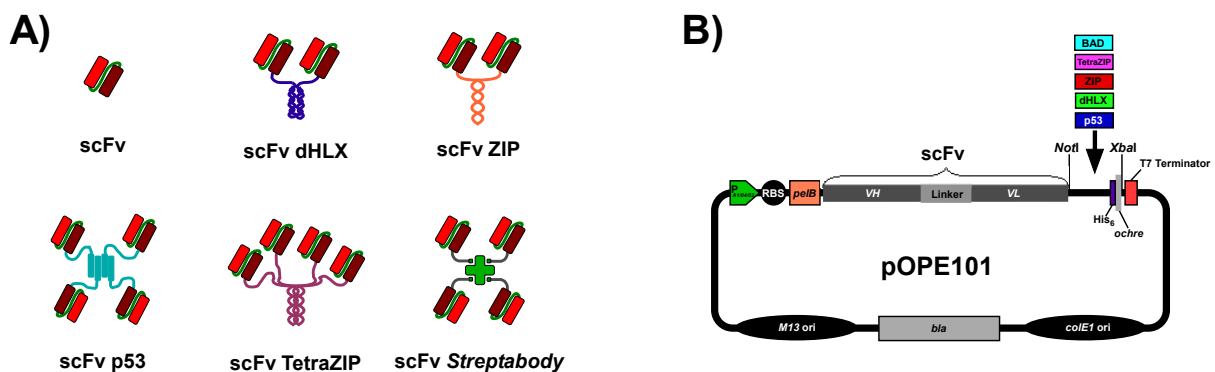 A)
scFv
scFv dHLX
scFv ZIP
scFv p53
scFv TetraZIP
scFv Streptabody
B)
BAD
TetraZIP
ZIP
dHLX
p53
scFv
NotI
XbaI
T7 Terminator
P
RBS
pelB
VH
Linker
VL
His6
ochre
pOPE101
M13 ori
bla
colE1 ori